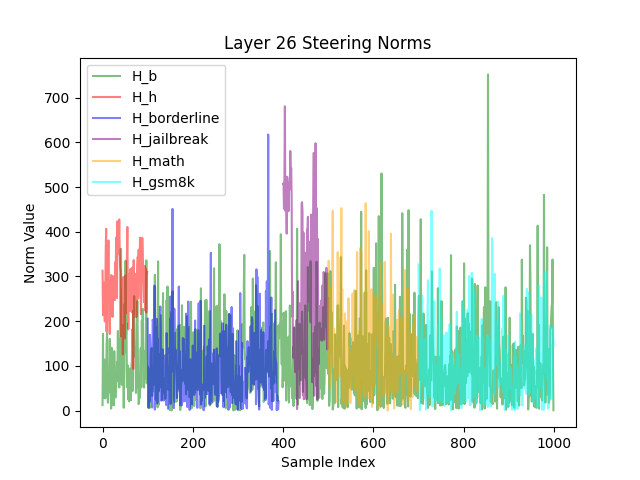 Layer 26 Steering Norms
H_b
H_h
H_borderline
H_jailbreak
H_math
H_gsm8k
700
600
500
400
300
200
100
0
Norm Value
0 200 400 600 800 1000
Sample Index